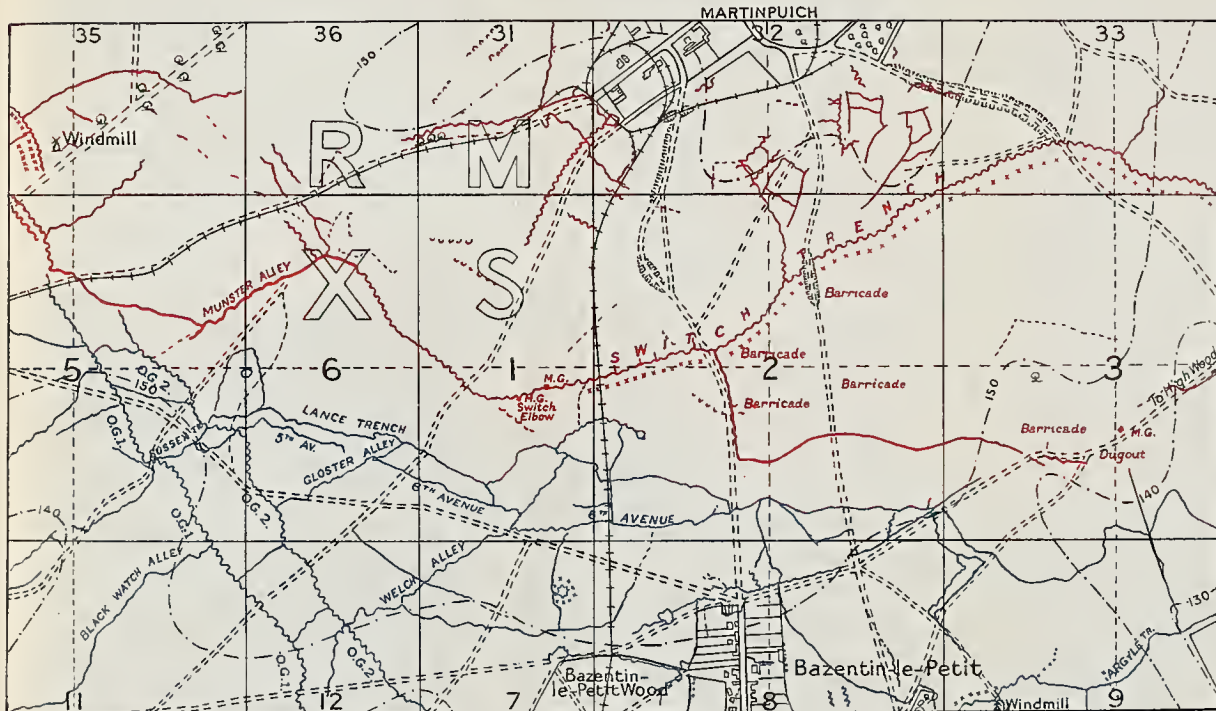 MARTINPUICH
35
36
31
32
33
150
Windmill
R
M
X
S
MUNSTER ALLEY
SWITCH TRENCH
Barricade
Barricade
Barricade
Barricade
Barricade
5
6
1
2
3
M.G.
M.G.
Switch
Elbow
150
To High Wood
M.G.
Dugout
O.G.2.
150
O.G.1.
LANCE TRENCH
5TH AV.
GLOSTER ALLEY
6TH AVENUE
6TH AVENUE
O.G.2.
140
140
O.G.1.
BLACK WATCH ALLEY
WELCH ALLEY
130
ARGYLE TR.
O.G.1.
O.G.2.
Bazentin-
le-Petit Wood
Bazentin-le-Petit
11
12
7
8
9
Windmill